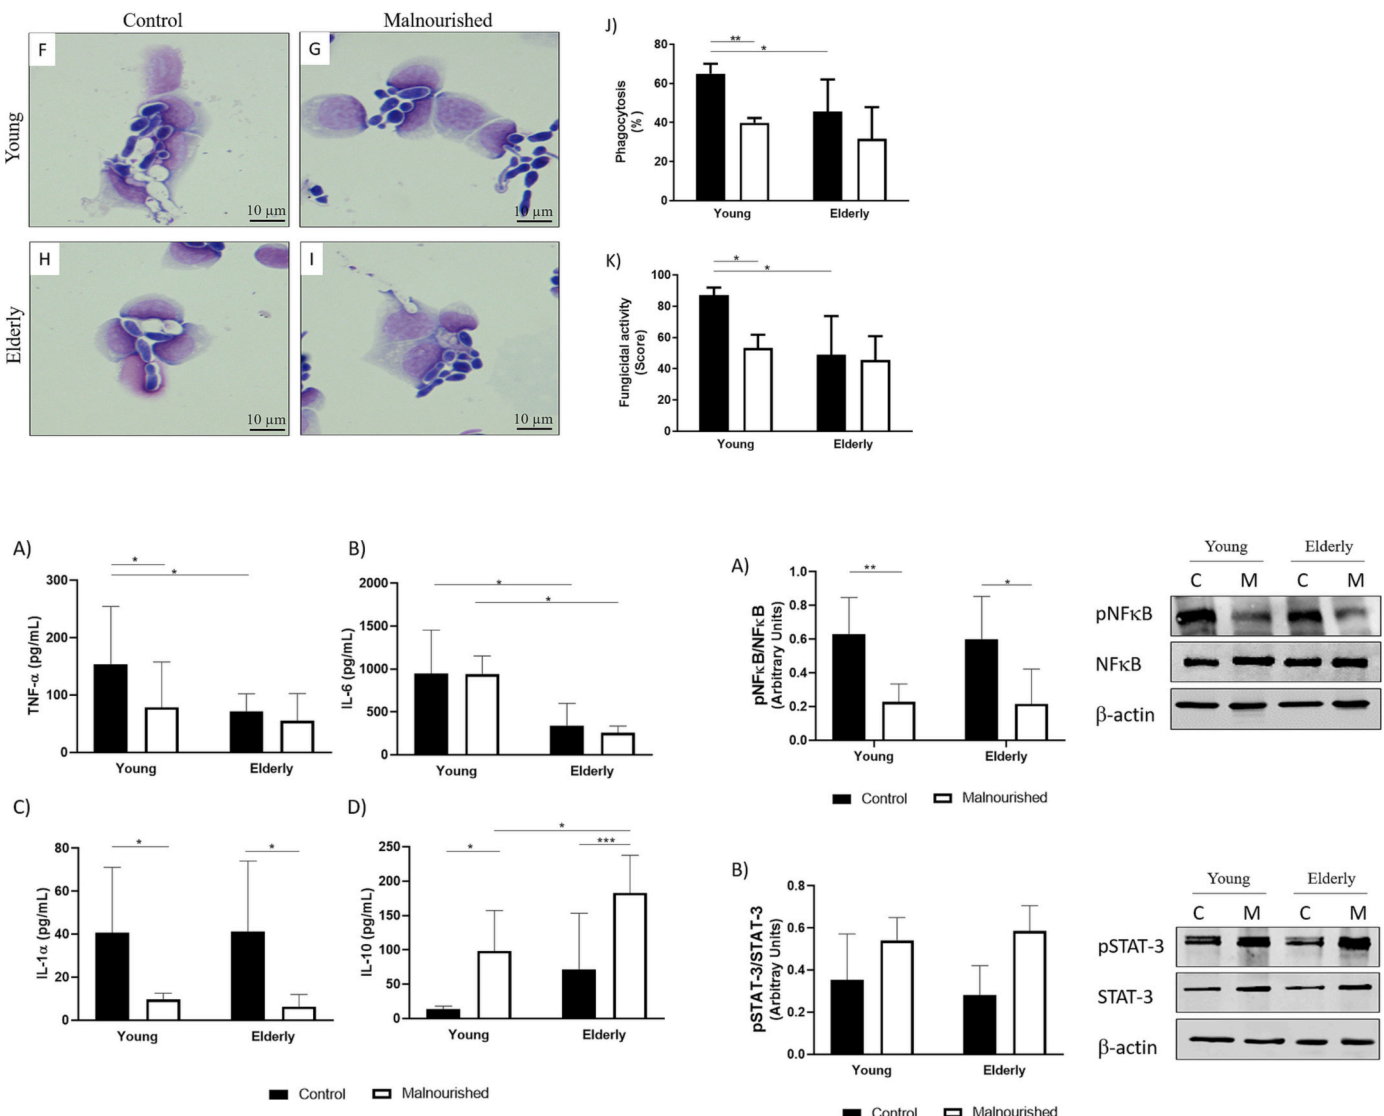 Control
Malnourished
Young
Elderly
F
10 µm
G
10 µm
H
10 µm
I
10 µm
J)
Phagocytosis
(%)
80
60
40
20
0
**
*
Young
Elderly
K)
Fungicidal activity
(Score)
100
80
60
40
20
0
*
*
Young
Elderly
A)
TNF-α (pg/mL)
300
200
100
0
*
*
Young
Elderly
B)
IL-6 (pg/mL)
2000
1500
1000
500
0
*
*
Young
Elderly
C)
IL-1α (pg/mL)
80
60
40
20
0
*
*
Young
Elderly
D)
IL-10 (pg/mL)
250
200
150
100
50
0
*
*
***
Young
Elderly
Control
Malnourished
A)
pNFκB/NFκB
(Arbitrary Units)
1.0
0.8
0.6
0.4
0.2
0.0
**
*
Young
Elderly
Control
Malnourished
Young
Elderly
C M C M
pNFκB
NFκB
β-actin
B)
pSTAT-3/STAT-3
(Arbitray Units)
0.8
0.6
0.4
0.2
0.0
Young
Elderly
Control
Malnourished
Young
Elderly
C M C M
pSTAT-3
STAT-3
β-actin